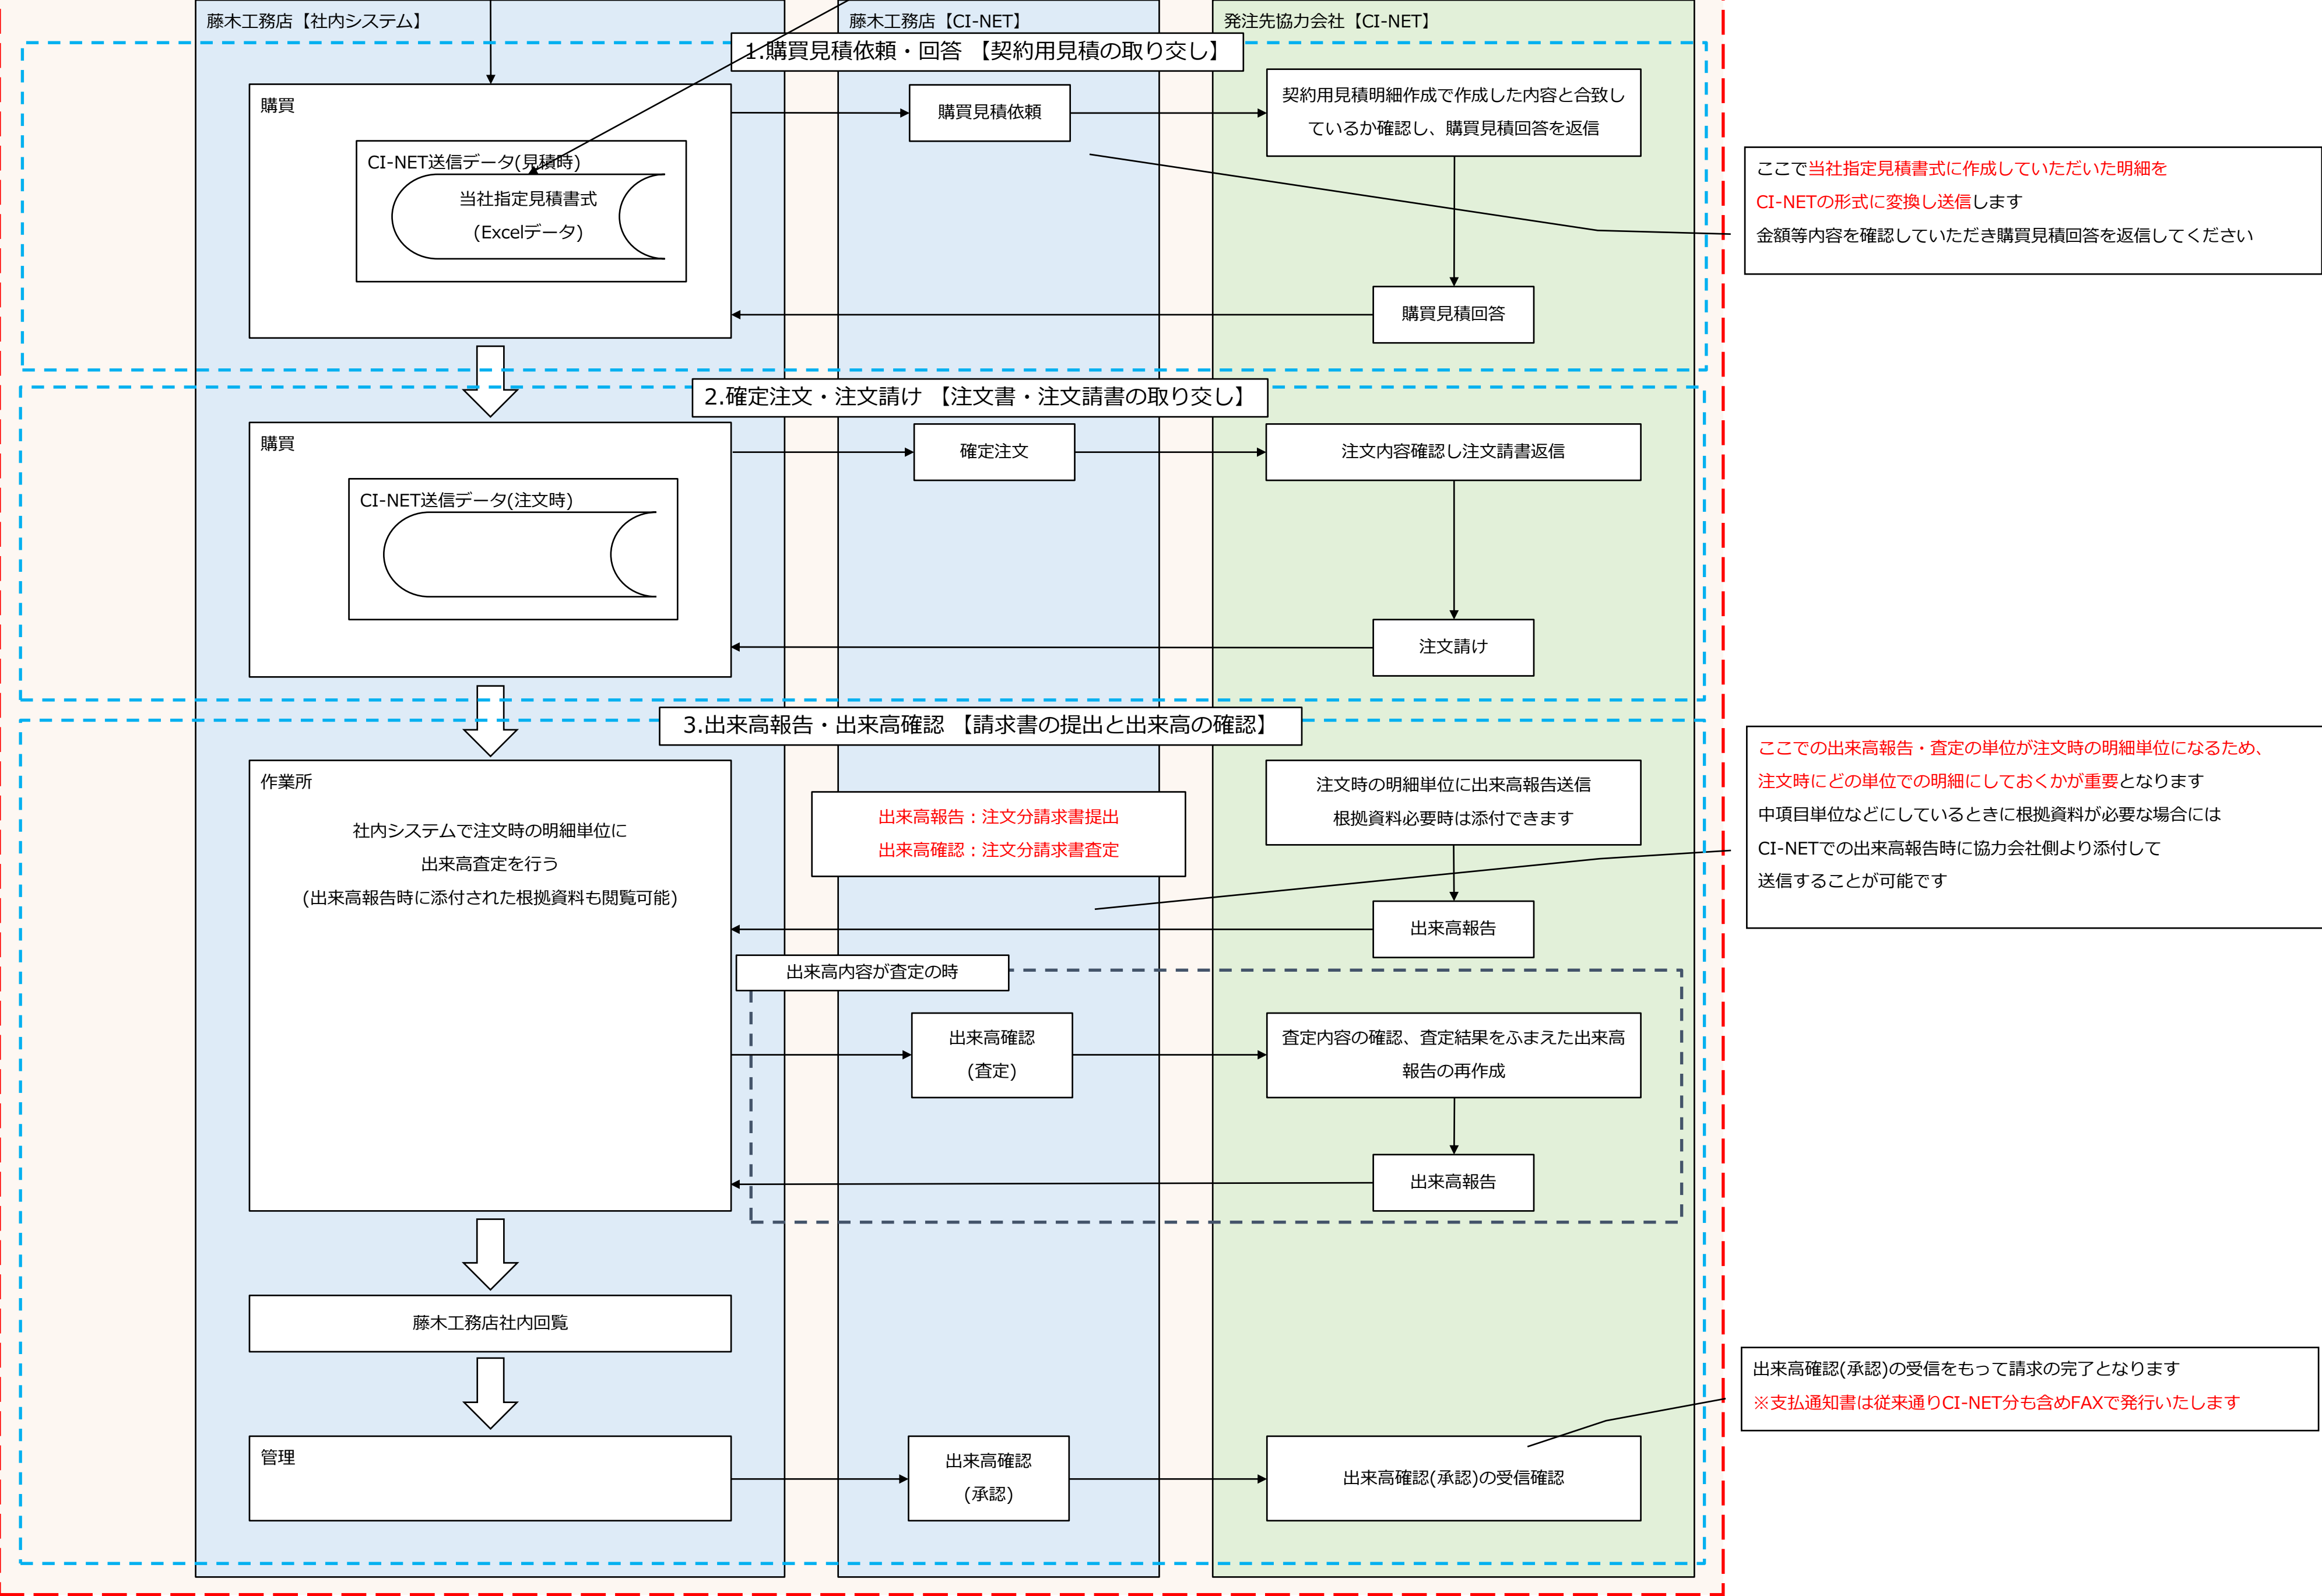 藤木工務店【社内システム】
藤木工務店【CI-NET】
発注先協力会社【CI-NET】
1.購買見積依頼・回答 【契約用見積の取り交し】
購買
CI-NET送信データ(見積時)
当社指定見積書式
(Excelデータ)
購買見積依頼
契約用見積明細作成で作成した内容と合致し
ているか確認し、購買見積回答を返信
購買見積回答
ここで当社指定見積書式に作成していただいた明細を
CI-NETの形式に変換し送信します
金額等内容を確認していただき購買見積回答を返信してください
2.確定注文・注文請け 【注文書・注文請書の取り交し】
購買
CI-NET送信データ(注文時)
確定注文
注文内容確認し注文請書返信
注文請け
3.出来高報告・出来高確認 【請求書の提出と出来高の確認】
作業所
社内システムで注文時の明細単位に
出来高査定を行う
(出来高報告時に添付された根拠資料も閲覧可能)
出来高報告：注文分請求書提出
出来高確認：注文分請求書査定
注文時の明細単位に出来高報告送信
根拠資料必要時は添付できます
出来高報告
ここでの出来高報告・査定の単位が注文時の明細単位になるため、
注文時にどの単位での明細にしておくかが重要となります
中項目単位などにしているときに根拠資料が必要な場合には
CI-NETでの出来高報告時に協力会社側より添付して
送信することが可能です
出来高内容が査定の時
出来高確認
(査定)
査定内容の確認、査定結果をふまえた出来高
報告の再作成
出来高報告
藤木工務店社内回覧
管理
出来高確認
(承認)
出来高確認(承認)の受信確認
出来高確認(承認)の受信をもって請求の完了となります
※支払通知書は従来通りCI-NET分も含めFAXで発行いたします